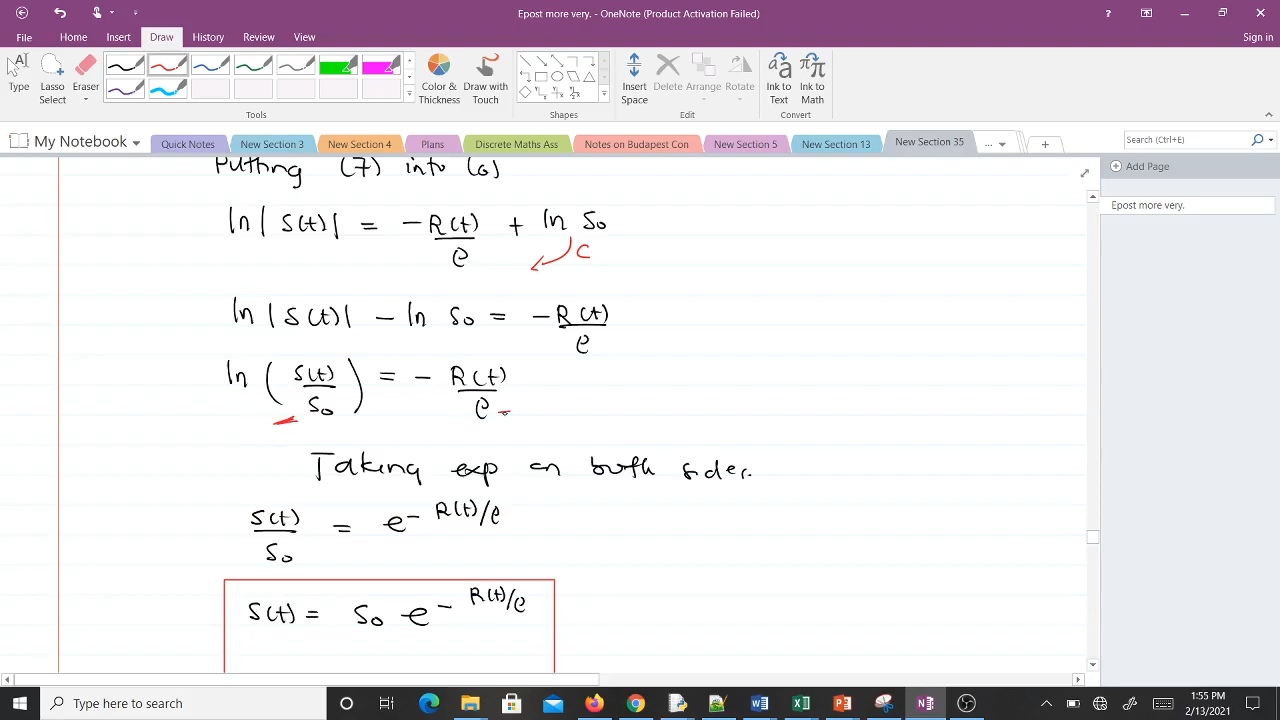 Epost more very. - OneNote (Product Activation Failed)
File Home Insert Draw History Review View Sign in
Type Lasso Select Eraser Color & Thickness Draw with Touch Insert Space Delete Arrange Rotate Ink to Text Ink to Math
Tools Shapes Edit Convert
My Notebook Quick Notes New Section 3 New Section 4 Plans Discrete Maths Ass Notes on Budapest Con New Section 5 New Section 13 New Section 35 ... Search (Ctrl+E)
Add Page
Epost more very.
Putting (7) into (6)
ln|S(t)| = -R(t)/ρ + ln S₀
C
ln|S(t)| - ln S₀ = -R(t)/ρ
ln (S(t)/S₀) = - R(t)/ρ
Taking exp on both sides.
S(t)/S₀ = e^-R(t)/ρ
S(t) = S₀ e^-R(t)/ρ
Type here to search
1:55 PM
2/13/2021